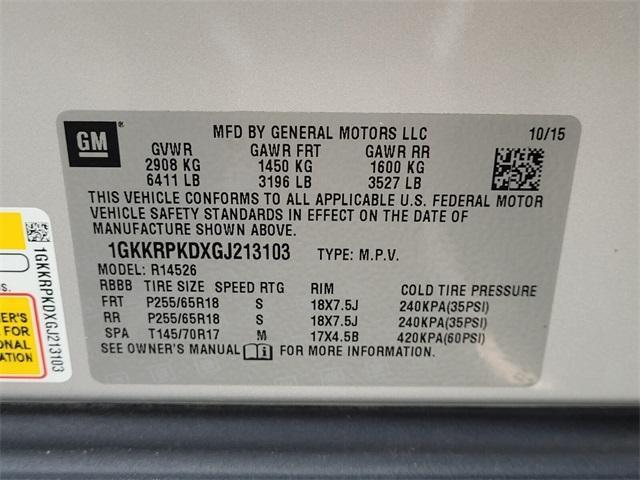 GM
MFD BY GENERAL MOTORS LLC 10/15
GVWR GAWR FRT GAWR RR
2908 KG 1450 KG 1600 KG
6411 LB 3196 LB 3527 LB
THIS VEHICLE CONFORMS TO ALL APPLICABLE U.S. FEDERAL MOTOR
VEHICLE SAFETY STANDARDS IN EFFECT ON THE DATE OF
MANUFACTURE SHOWN ABOVE.
1GKKRPKDXGJ213103 TYPE: M.P.V.
MODEL: R14526
RBBB TIRE SIZE SPEED RTG RIM COLD TIRE PRESSURE
FRT P255/65R18 S 18X7.5J 240KPA(35PSI)
RR P255/65R18 S 18X7.5J 240KPA(35PSI)
SPA T145/70R17 M 17X4.5B 420KPA(60PSI)
SEE OWNER'S MANUAL FOR MORE INFORMATION.
1GKKRPKDXGJ213103
ER'S
FOR
ONAL
TION